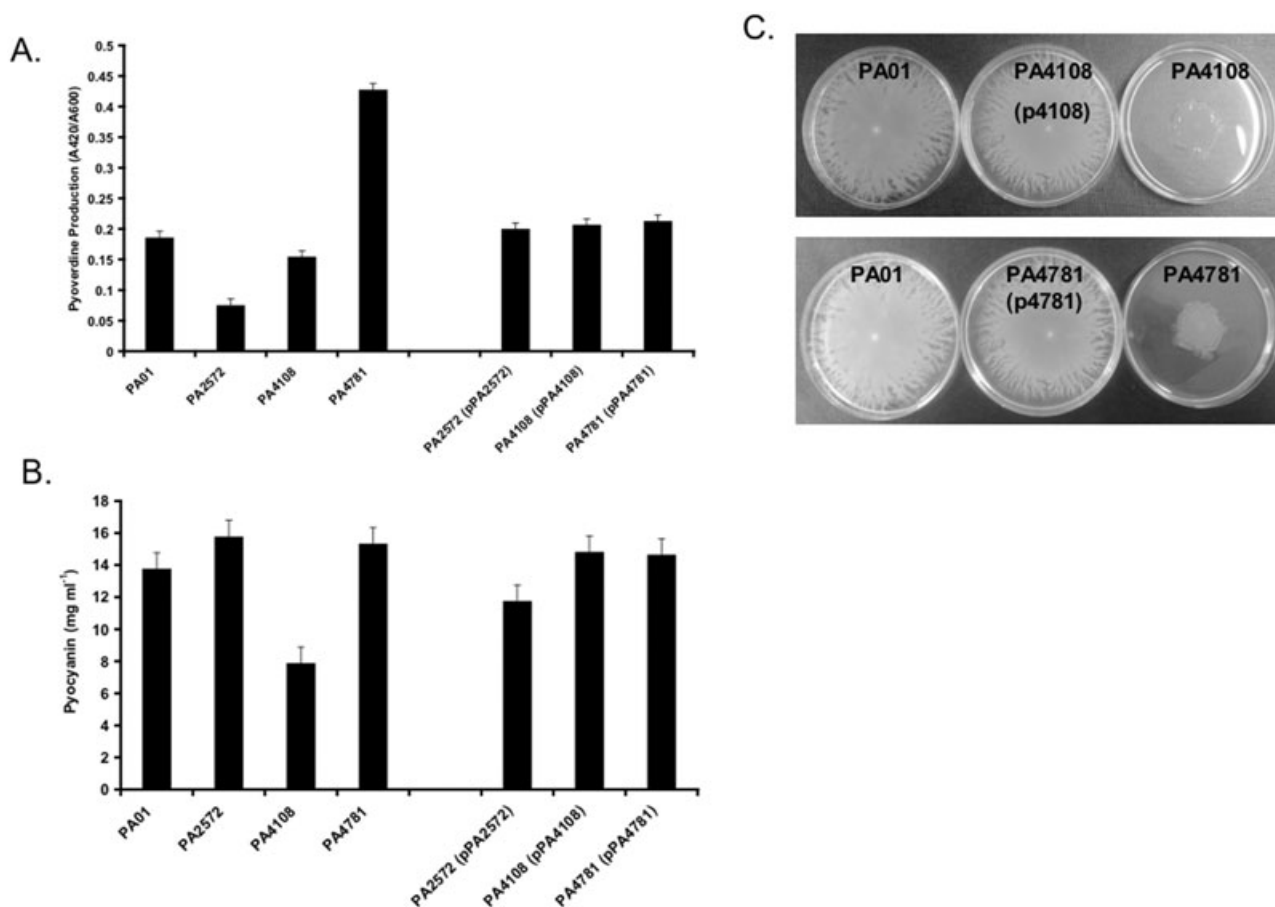 A.
Pyoverdine Production (A420/A600)
0.5
0.45
0.4
0.35
0.3
0.25
0.2
0.15
0.1
0.05
0
PA01
PA2572
PA4108
PA4781
PA2572 (pPA2572)
PA4108 (pPA4108)
PA4781 (pPA4781)
B.
Pyocyanin (mg ml⁻¹)
18
16
14
12
10
8
6
4
2
0
PA01
PA2572
PA4108
PA4781
PA2572 (pPA2572)
PA4108 (pPA4108)
PA4781 (pPA4781)
C.
PA01
PA4108
(p4108)
PA4108
PA01
PA4781
(p4781)
PA4781